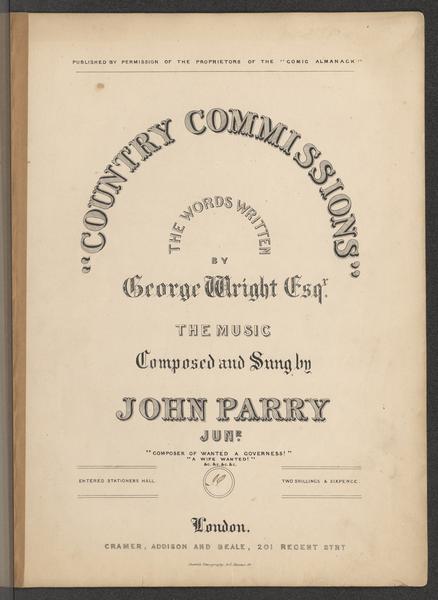 PUBLISHED BY PERMISSION OF THE PROPRIETORS OF THE "COMIC ALMANACK"
"COUNTRY COMMISSIONS"
THE WORDS WRITTEN
BY
George Wright Esqr.
THE MUSIC
Composed and Sung by
JOHN PARRY
JUNR.
"COMPOSER OF WANTED A GOVERNESS!"
"A WIFE WANTED!"
&c. &c. &c. &c.
ENTERED STATIONERS HALL.
TWO SHILLINGS & SIXPENCE.
London.
CRAMER, ADDISON AND BEALE, 201 REGENT STRT